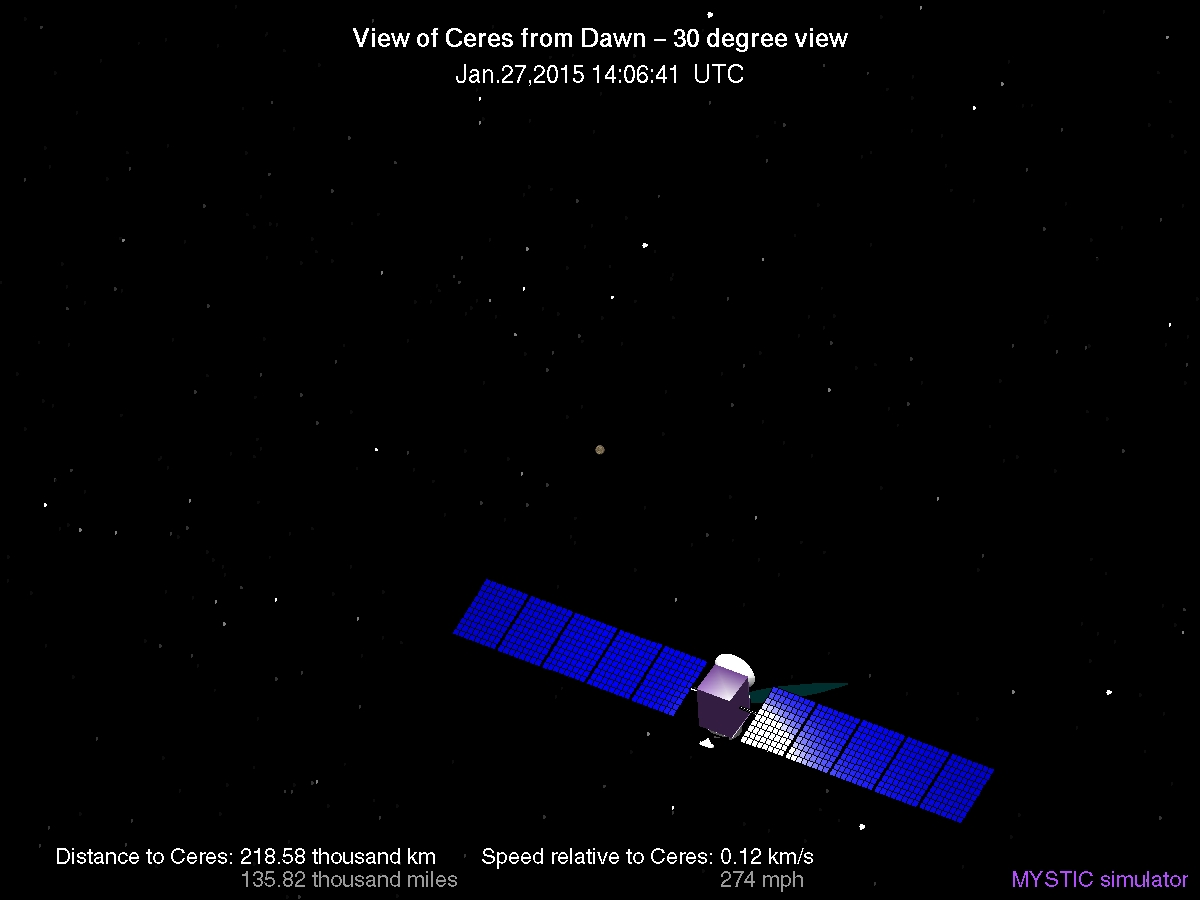 View of Ceres from Dawn – 30 degree view
Jan.27,2015 14:06:41 UTC
Distance to Ceres: 218.58 thousand km
135.82 thousand miles
Speed relative to Ceres: 0.12 km/s
274 mph
MYSTIC simulator